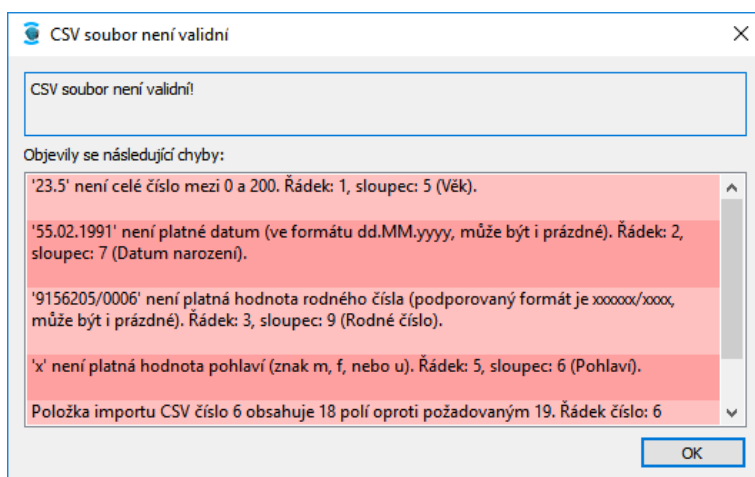 CSV soubor není validní
CSV soubor není validní!
Objevily se následující chyby:
'23.5' není celé číslo mezi 0 a 200. Řádek: 1, sloupec: 5 (Věk).
'55.02.1991' není platné datum (ve formátu dd.MM.yyyy, může být i prázdné). Řádek: 2,
sloupec: 7 (Datum narození).
'9156205/0006' není platná hodnota rodného čísla (podporovaný formát je xxxxxx/xxxx,
může být i prázdné). Řádek: 3, sloupec: 9 (Rodné číslo).
'x' není platná hodnota pohlaví (znak m, f, nebo u). Řádek: 5, sloupec: 6 (Pohlaví).
Položka importu CSV číslo 6 obsahuje 18 polí oproti požadovaným 19. Řádek číslo: 6
OK